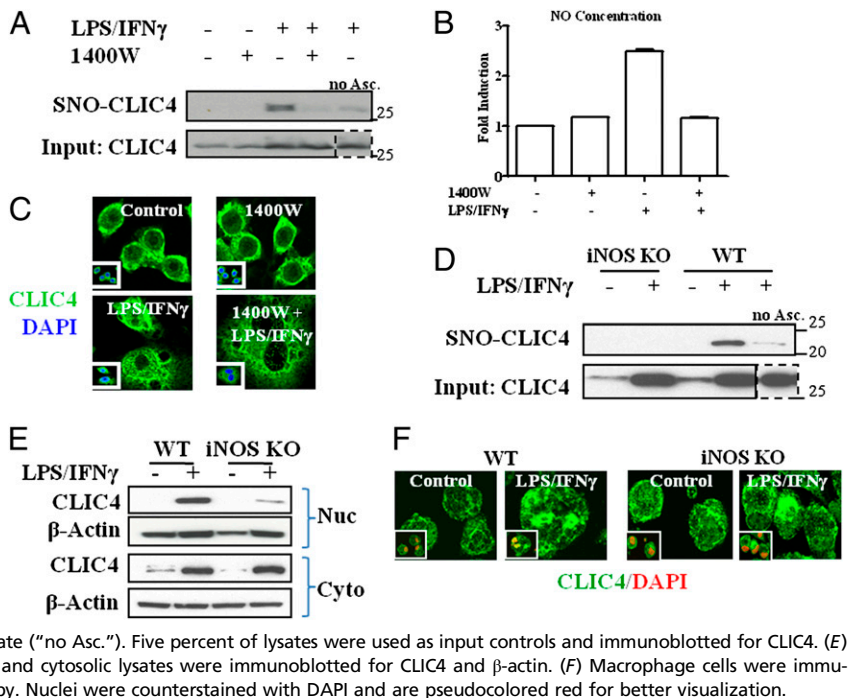 A
LPS/IFNγ - - + + +
1400W - + - + -
no Asc.
SNO-CLIC4
25
Input: CLIC4
25
B
NO Concentration
Fold Induction
3
2
1
0
1400W - + - +
LPS/IFNγ - - + +
C
Control
1400W
CLIC4
DAPI
LPS/IFNγ
1400W +
LPS/IFNγ
D
iNOS KO WT
LPS/IFNγ - + - + +
no Asc.
SNO-CLIC4
25
20
Input: CLIC4
25
E
WT iNOS KO
LPS/IFNγ - + - +
CLIC4
β-Actin
Nuc
CLIC4
β-Actin
Cyto
F
WT iNOS KO
Control LPS/IFNγ Control LPS/IFNγ
CLIC4/DAPI
ate (“no Asc.”). Five percent of lysates were used as input controls and immunoblotted for CLIC4. (E)
and cytosolic lysates were immunoblotted for CLIC4 and β-actin. (F) Macrophage cells were immu-
py. Nuclei were counterstained with DAPI and are pseudocolored red for better visualization.